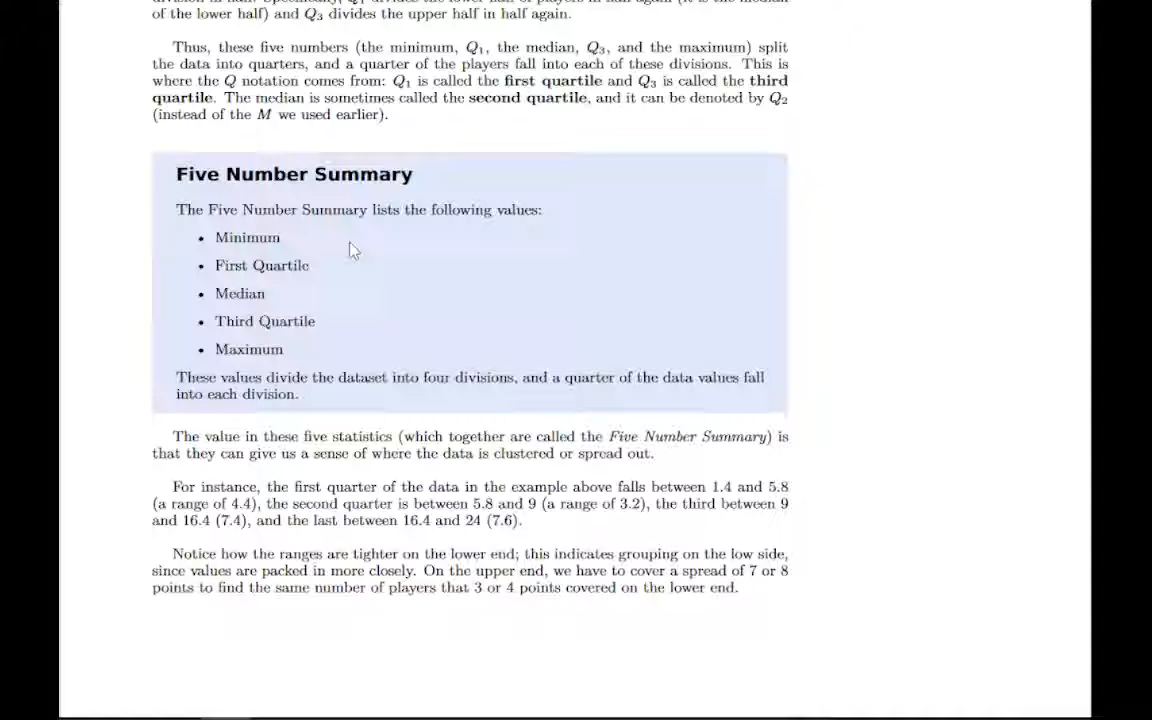 of the lower half) and Q₃ divides the upper half in half again.
Thus, these five numbers (the minimum, Q₁, the median, Q₃, and the maximum) split
the data into quarters, and a quarter of the players fall into each of these divisions. This is
where the Q notation comes from: Q₁ is called the first quartile and Q₃ is called the third
quartile. The median is sometimes called the second quartile, and it can be denoted by Q₂
(instead of the M we used earlier).
Five Number Summary
The Five Number Summary lists the following values:
• Minimum
• First Quartile
• Median
• Third Quartile
• Maximum
These values divide the dataset into four divisions, and a quarter of the data values fall
into each division.
The value in these five statistics (which together are called the Five Number Summary) is
that they can give us a sense of where the data is clustered or spread out.
For instance, the first quarter of the data in the example above falls between 1.4 and 5.8
(a range of 4.4), the second quarter is between 5.8 and 9 (a range of 3.2), the third between 9
and 16.4 (7.4), and the last between 16.4 and 24 (7.6).
Notice how the ranges are tighter on the lower end; this indicates grouping on the low side,
since values are packed in more closely. On the upper end, we have to cover a spread of 7 or 8
points to find the same number of players that 3 or 4 points covered on the lower end.